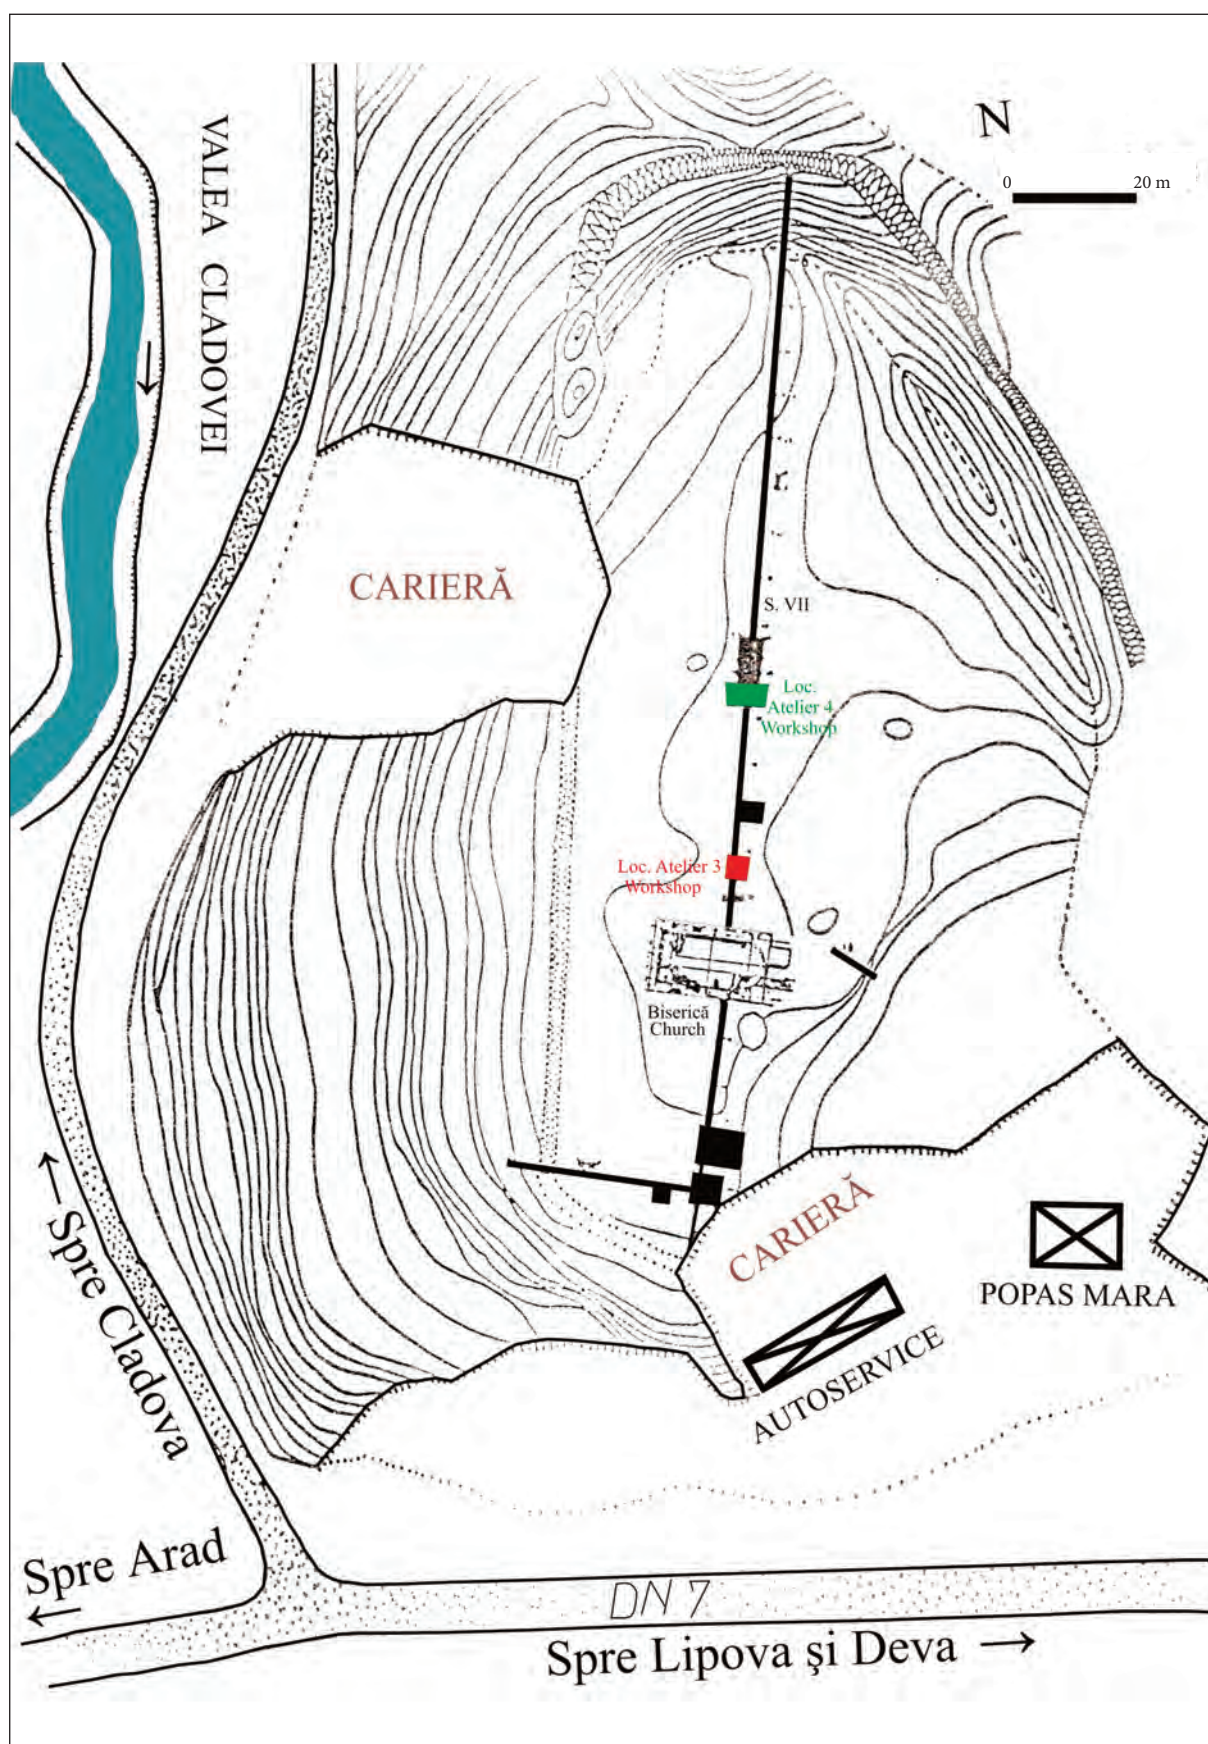 N
0 20 m
VALEA CLADOVEI
CARIERĂ
S. VII
Loc.
Atelier 4
Workshop
Loc. Atelier 3
Workshop
Biserică
Church
CARIERĂ
POPAS MARA
AUTOSERVICE
Spre Cladova
Spre Arad
DN 7
Spre Lipova şi Deva